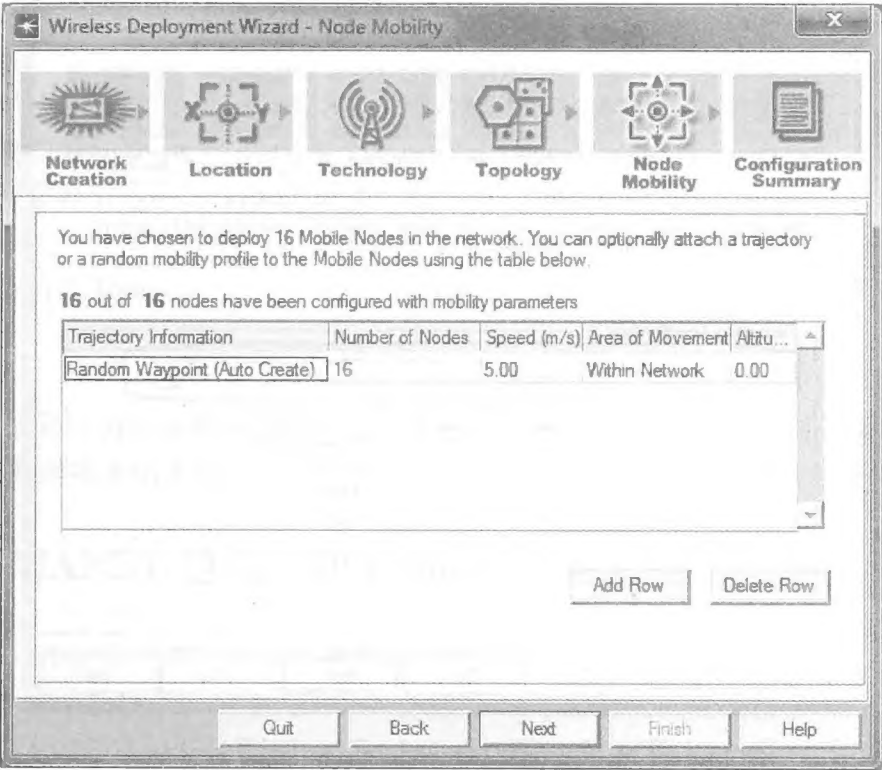 Wireless Deployment Wizard - Node Mobility
X
X Y
Network Creation
Location
Technology
Topology
Node Mobility
Configuration Summary
You have chosen to deploy 16 Mobile Nodes in the network. You can optionally attach a trajectory
or a random mobility profile to the Mobile Nodes using the table below.
16 out of 16 nodes have been configured with mobility parameters
Trajectory Information Number of Nodes Speed (m/s) Area of Movement Altitu...
Random Waypoint (Auto Create) 16 5.00 Within Network 0.00
Add Row Delete Row
Quit Back Next Finish Help